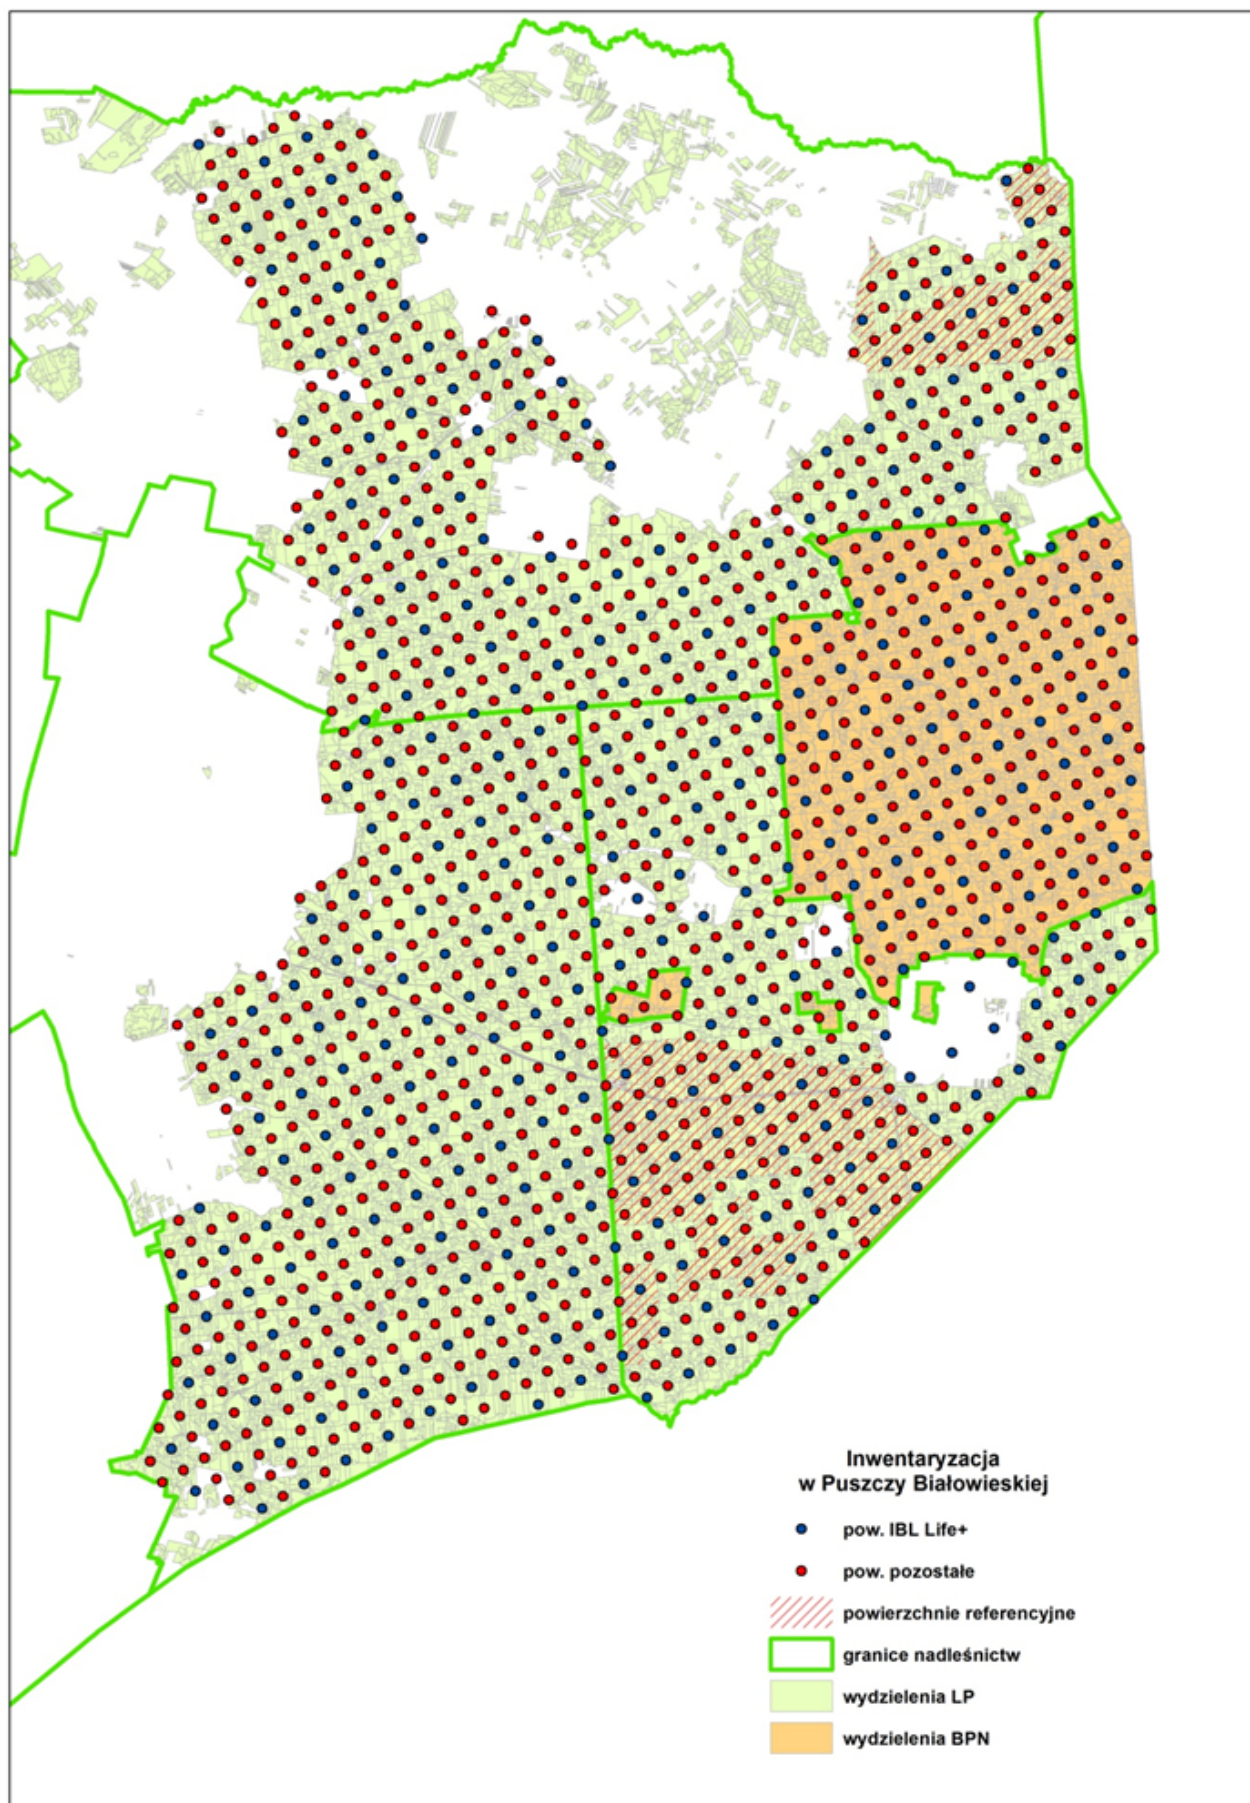 Inwentaryzacja
w Puszczy Białowieskiej
pow. IBL Life+
pow. pozostałe
powierzchnie referencyjne
granice nadleśnictw
wydzielenia LP
wydzielenia BPN